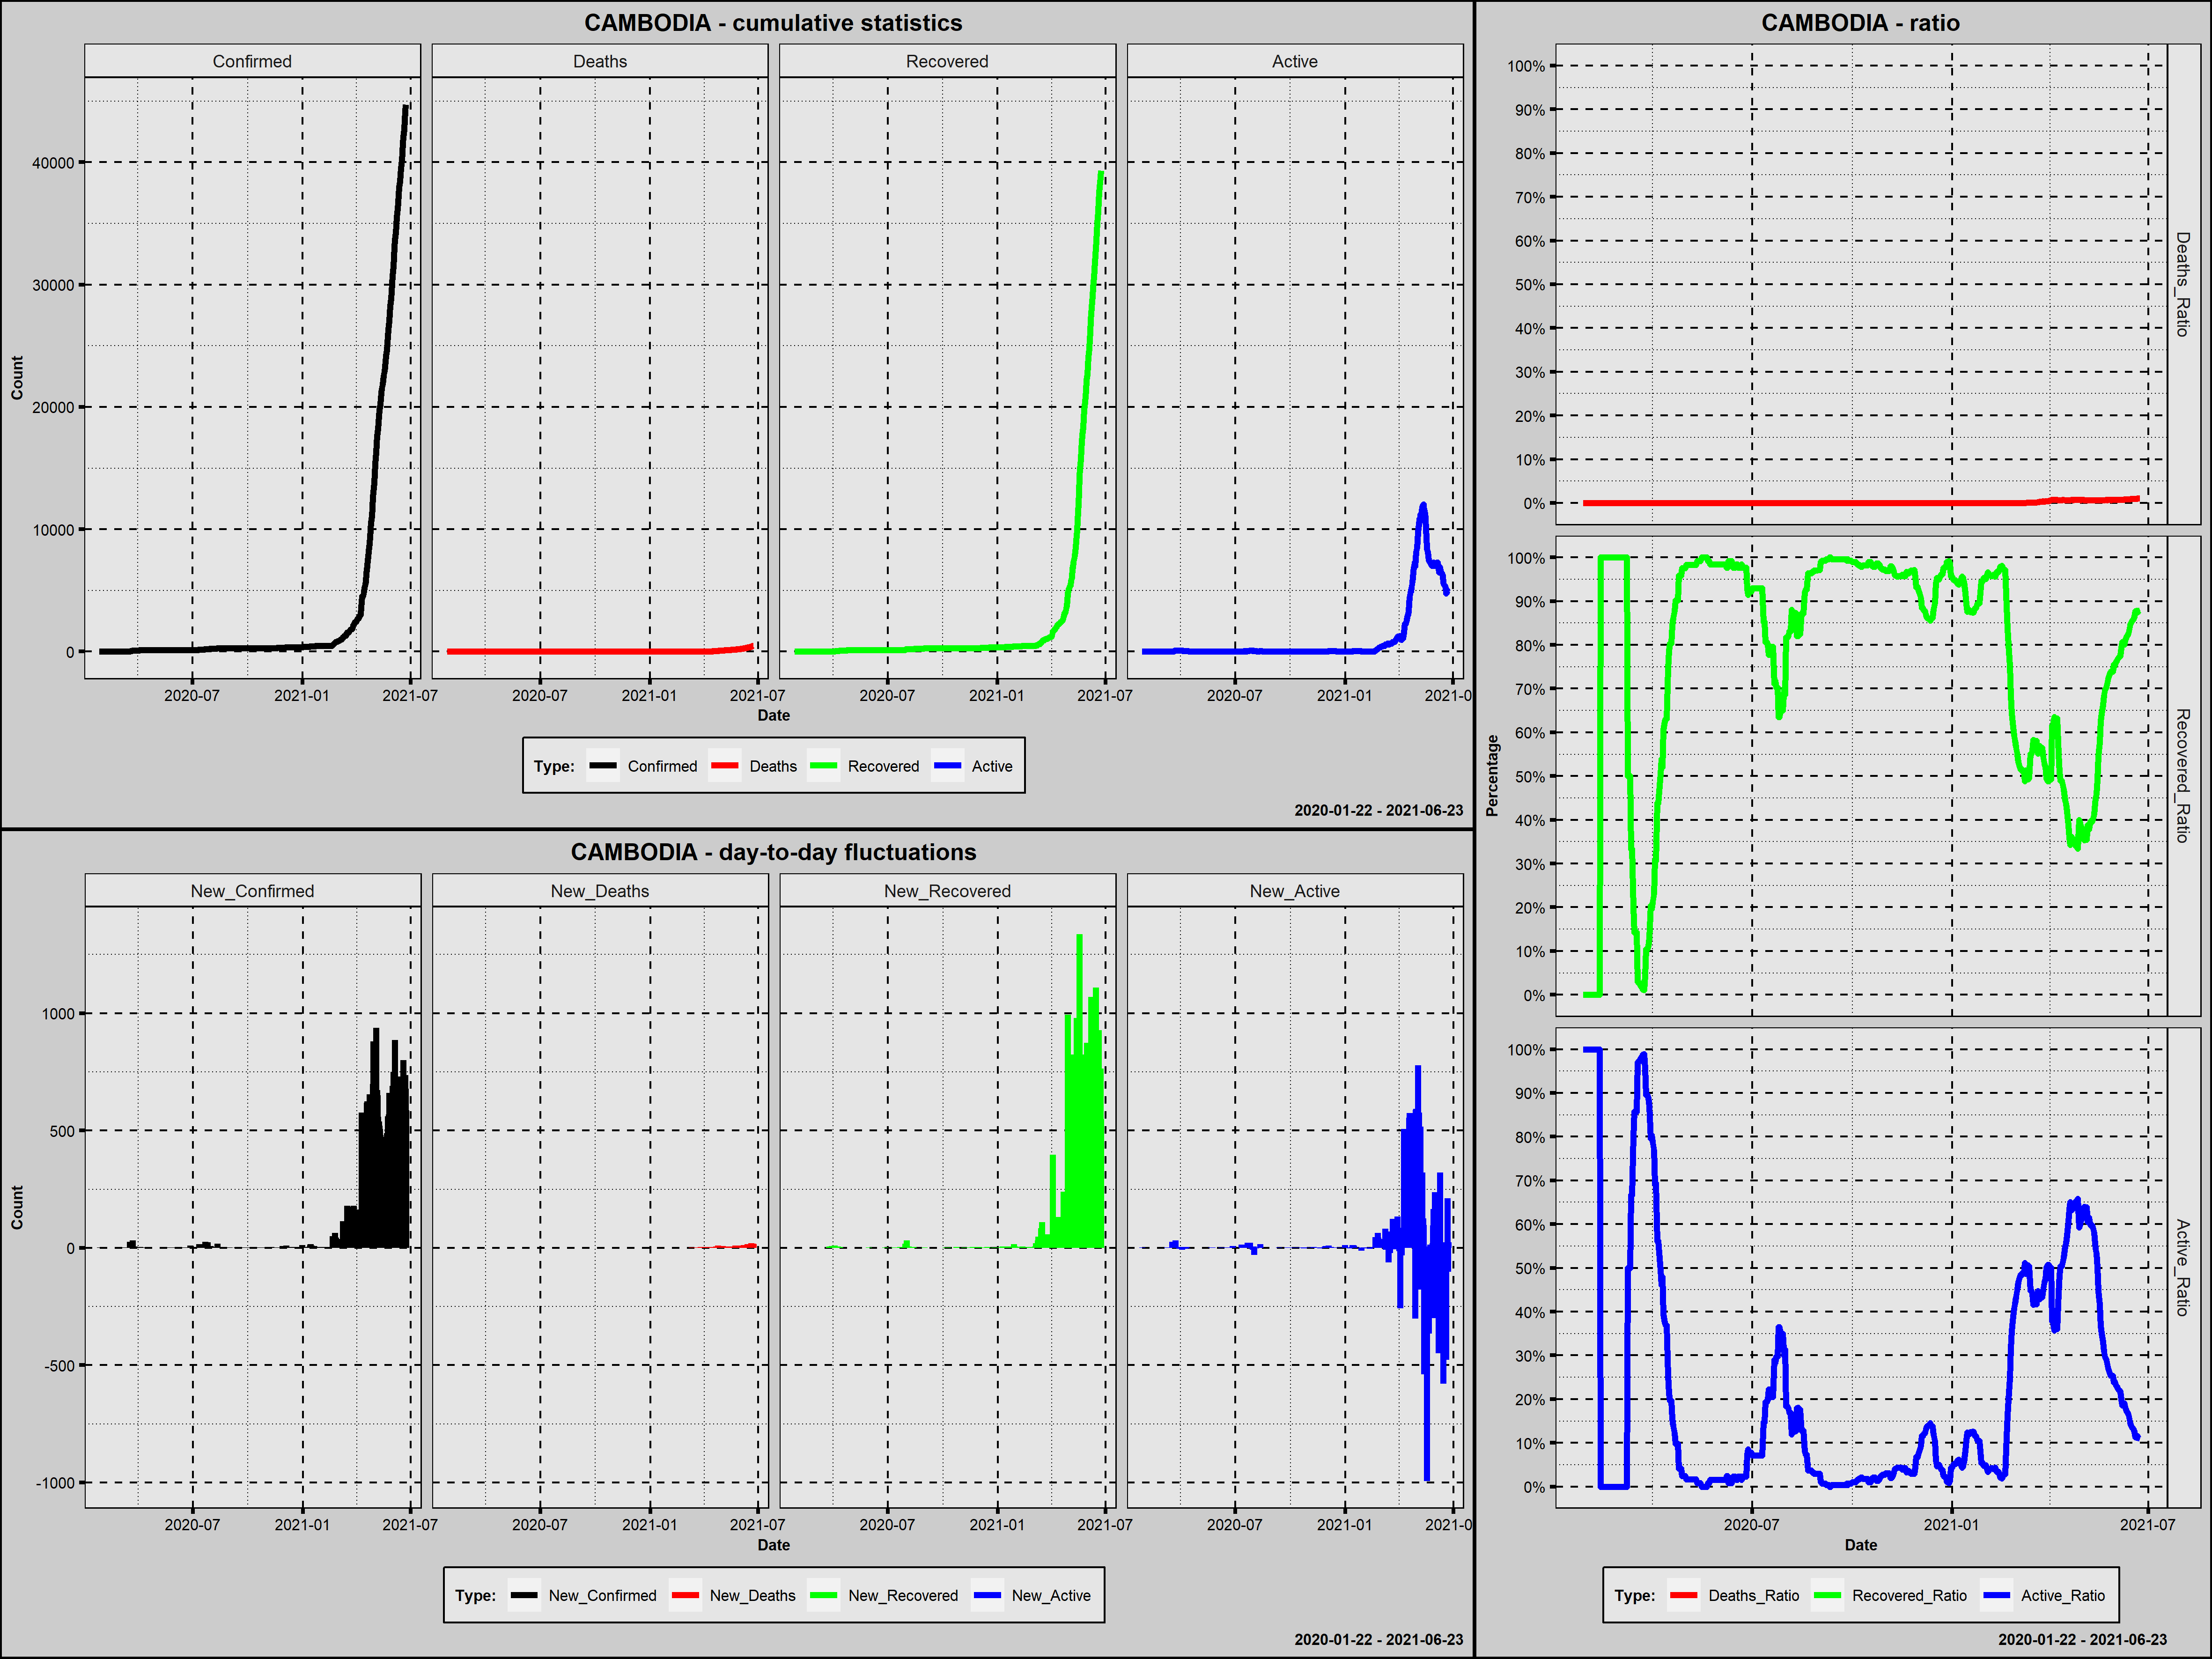 CAMBODIA - cumulative statistics
Confirmed Deaths Recovered Active
Count
40000
30000
20000
10000
0
2020-07 2021-01 2021-07 2020-07 2021-01 2021-07 2020-07 2021-01 2021-07 2020-07 2021-01 2021-0
Date
Type: Confirmed Deaths Recovered Active
2020-01-22 - 2021-06-23
CAMBODIA - day-to-day fluctuations
New_Confirmed New_Deaths New_Recovered New_Active
Count
1000
500
0
-500
-1000
2020-07 2021-01 2021-07 2020-07 2021-01 2021-07 2020-07 2021-01 2021-07 2020-07 2021-01 2021-0
Date
Type: New_Confirmed New_Deaths New_Recovered New_Active
2020-01-22 - 2021-06-23
CAMBODIA - ratio
Percentage
100%
90%
80%
70%
60%
50%
40%
30%
20%
10%
0%
Deaths_Ratio
100%
90%
80%
70%
60%
50%
40%
30%
20%
10%
0%
Recovered_Ratio
100%
90%
80%
70%
60%
50%
40%
30%
20%
10%
0%
Active_Ratio
2020-07 2021-01 2021-07
Date
Type: Deaths_Ratio Recovered_Ratio Active_Ratio
2020-01-22 - 2021-06-23